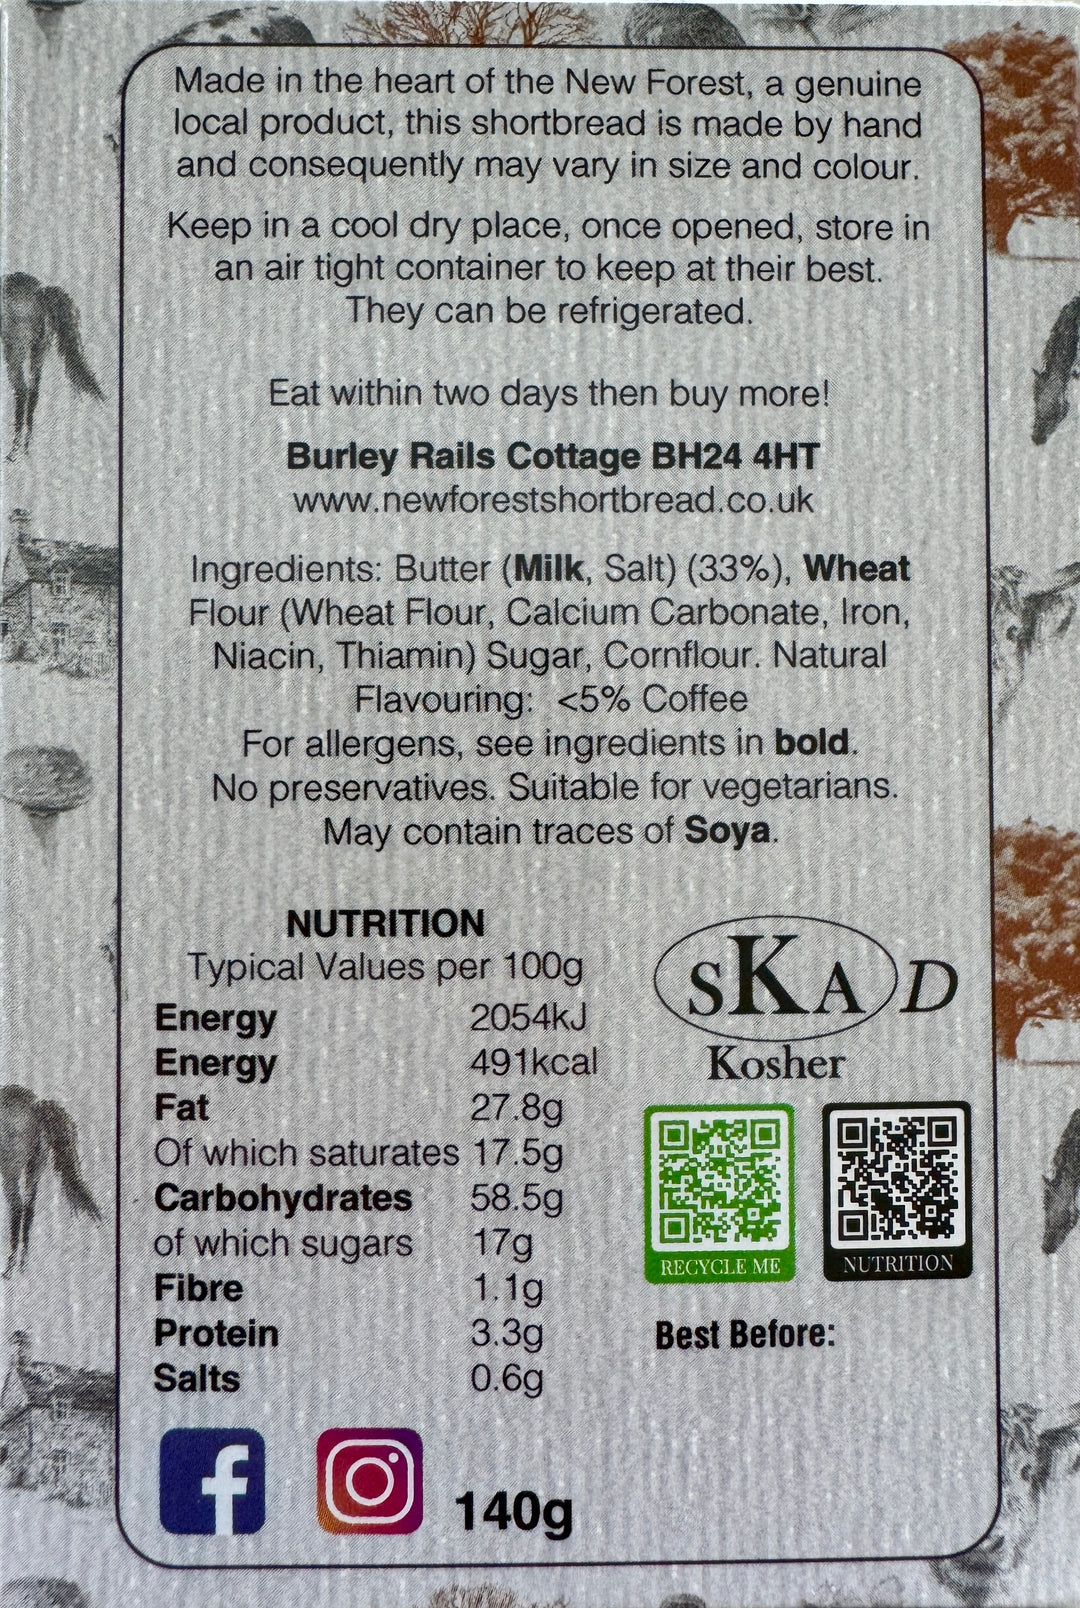 Made in the heart of the New Forest, a genuine
local product, this shortbread is made by hand
and consequently may vary in size and colour.
Keep in a cool dry place, once opened, store in
an air tight container to keep at their best.
They can be refrigerated.
Eat within two days then buy more!
Burley Rails Cottage BH24 4HT
www.newforestshortbread.co.uk
Ingredients: Butter (Milk, Salt) (33%), Wheat
Flour (Wheat Flour, Calcium Carbonate, Iron,
Niacin, Thiamin) Sugar, Cornflour. Natural
Flavouring: <5% Coffee
For allergens, see ingredients in bold.
No preservatives. Suitable for vegetarians.
May contain traces of Soya.
NUTRITION
Typical Values per 100g
Energy 2054kJ
Energy 491kcal
Fat 27.8g
Of which saturates 17.5g
Carbohydrates 58.5g
of which sugars 17g
Fibre 1.1g
Protein 3.3g
Salts 0.6g
SKA D
Kosher
RECYCLE ME
NUTRITION
Best Before:
140g